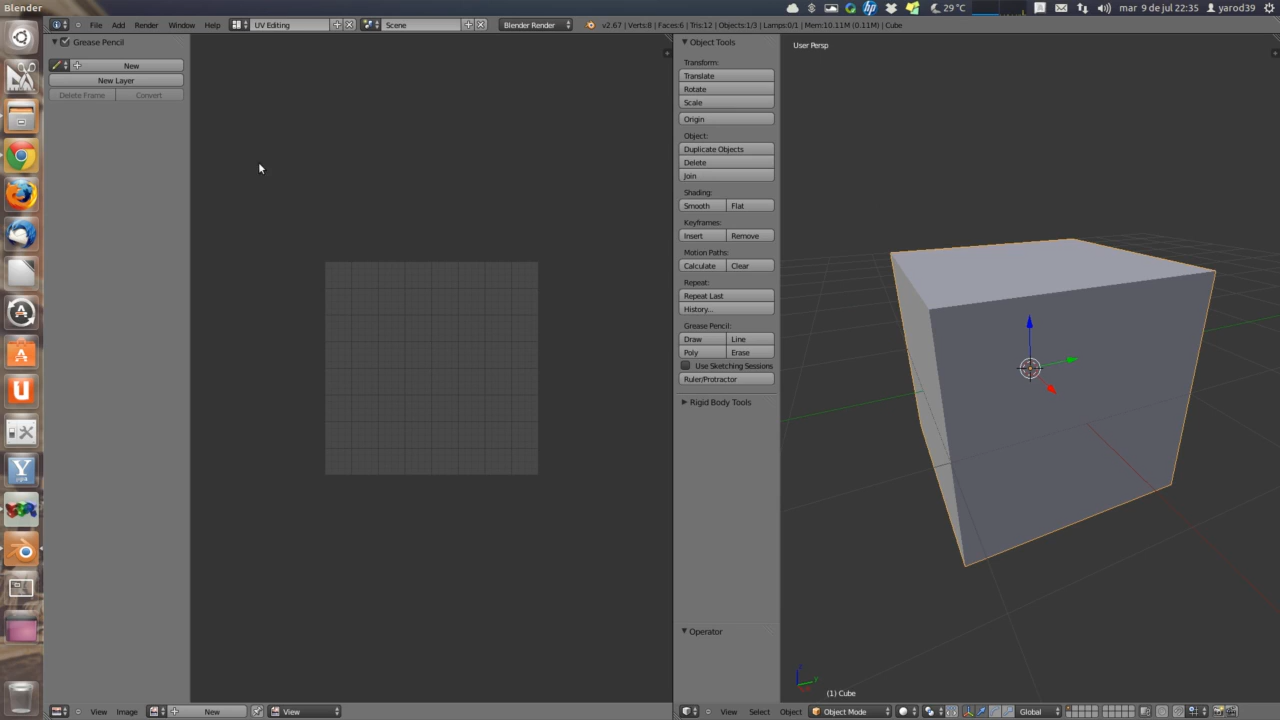 Blender
29 °C
mar 9 de jul 22:35
yarod39
File Add Render Window Help
UV Editing
Scene
Blender Render
v2.67 | Verts:8 | Faces:6 | Tris:12 | Objects:1/3 | Lamps:0/1 | Mem:10.11M (0.11M) | Cube
Grease Pencil
New
New Layer
Delete Frame Convert
Object Tools
Transform:
Translate
Rotate
Scale
Origin
Object:
Duplicate Objects
Delete
Join
Shading:
Smooth Flat
Keyframes:
Insert Remove
Motion Paths:
Calculate Clear
Repeat:
Repeat Last
History...
Grease Pencil:
Draw Line
Poly Erase
Use Sketching Sessions
Ruler/Protractor
Rigid Body Tools
Operator
User Persp
(1) Cube
View Image
New
View
View Select Object
Object Mode
Global